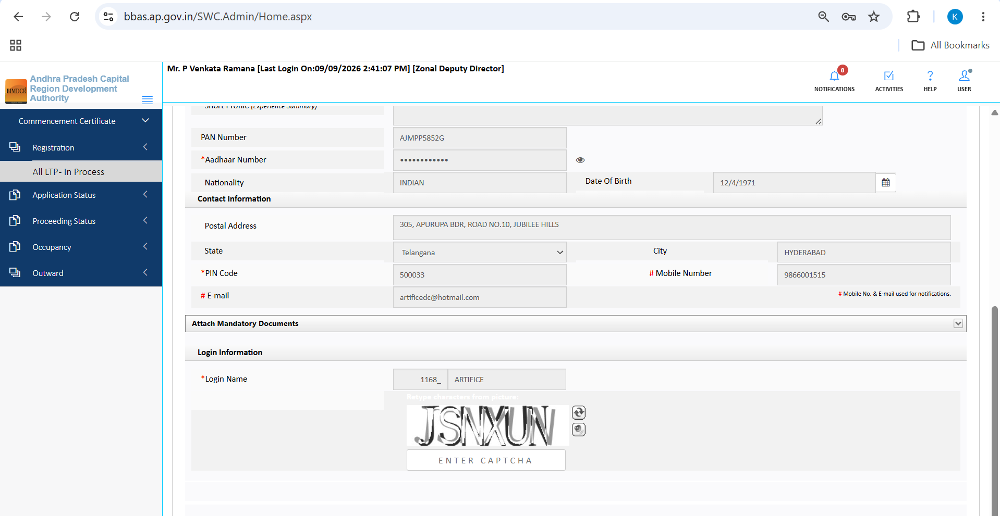 bbas.ap.gov.in/SWC.Admin/Home.aspx
K
All Bookmarks
BIMDCR
Andhra Pradesh Capital
Region Development
Authority
Mr. P Venkata Ramana [Last Login On:09/09/2026 2:41:07 PM] [Zonal Deputy Director]
0
NOTIFICATIONS
ACTIVITIES
HELP
USER
Commencement Certificate
Registration
All LTP- In Process
Application Status
Proceeding Status
Occupancy
Outward
Short Profile (Experience Summary)
PAN Number AJMPP5852G
*Aadhaar Number ••••••••••••
Nationality INDIAN Date Of Birth 12/4/1971
Contact Information
Postal Address 305, APURUPA BDR, ROAD NO.10, JUBILEE HILLS
State Telangana City HYDERABAD
*PIN Code 500033 # Mobile Number 9866001515
# E-mail artificedc@hotmail.com # Mobile No. & E-mail used for notifications.
Attach Mandatory Documents
Login Information
*Login Name 1168_ ARTIFICE
Retype characters from picture:
JSNXUN
ENTER CAPTCHA